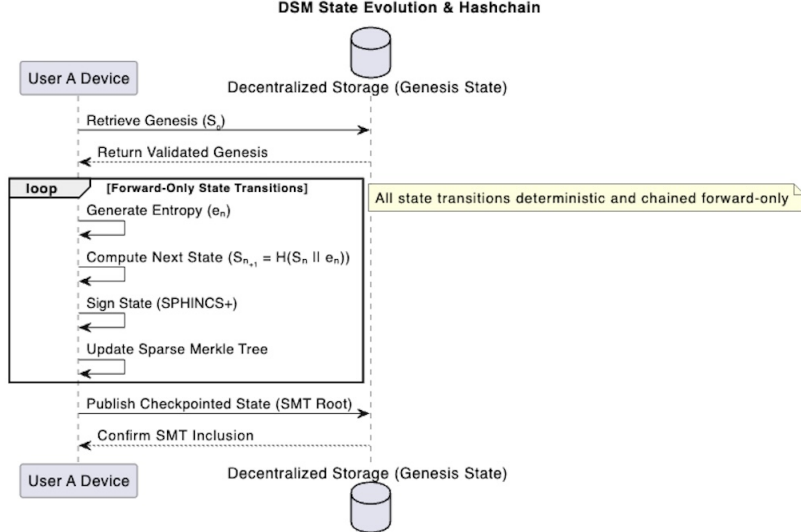 DSM State Evolution & Hashchain
User A Device
Decentralized Storage (Genesis State)
Retrieve Genesis (S₀)
Return Validated Genesis
loop
[Forward-Only State Transitions]
All state transitions deterministic and chained forward-only
Generate Entropy (eₙ)
Compute Next State (Sₙ₊₁ = H(Sₙ || eₙ))
Sign State (SPHINCS+)
Update Sparse Merkle Tree
Publish Checkpointed State (SMT Root)
Confirm SMT Inclusion
User A Device
Decentralized Storage (Genesis State)